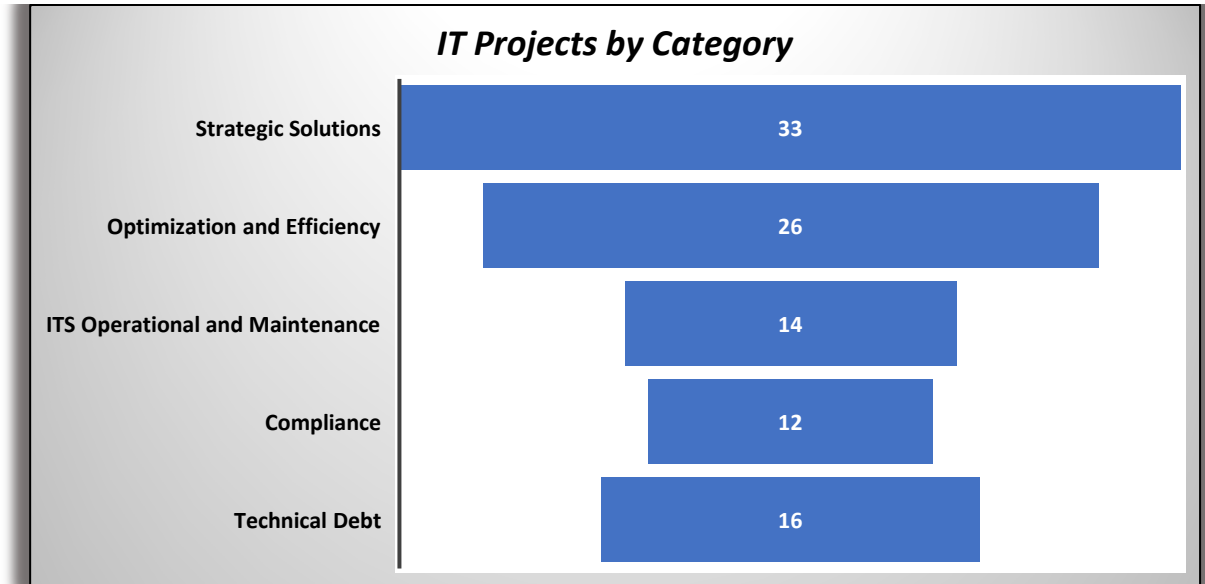 IT Projects by Category
Strategic Solutions
33
Optimization and Efficiency
26
ITS Operational and Maintenance
14
Compliance
12
Technical Debt
16